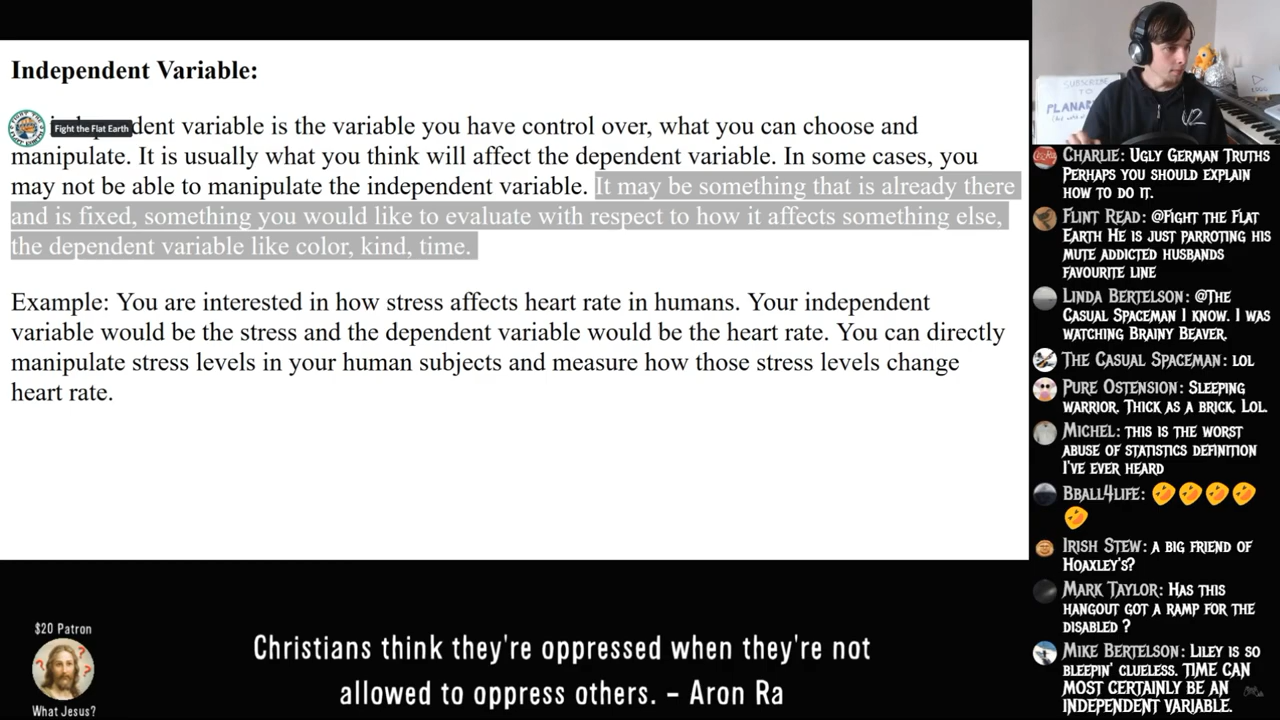 Independent Variable:
Fight the Flat Earth
dent variable is the variable you have control over, what you can choose and
manipulate. It is usually what you think will affect the dependent variable. In some cases, you
may not be able to manipulate the independent variable. It may be something that is already there
and is fixed, something you would like to evaluate with respect to how it affects something else,
the dependent variable like color, kind, time.
Example: You are interested in how stress affects heart rate in humans. Your independent
variable would be the stress and the dependent variable would be the heart rate. You can directly
manipulate stress levels in your human subjects and measure how those stress levels change
heart rate.
$20 Patron
What Jesus?
Christians think they're oppressed when they're not
allowed to oppress others. – Aron Ra
SUBSCRIBE
TO
PLANAR
Charlie: Ugly German Truths
Perhaps you should explain
how to do it.
Flint Read: @Fight the Flat
Earth He is just parroting his
mute addicted husbands
favourite line
Linda Bertelson: @The
Casual Spaceman I know. I was
watching Brainy Beaver.
The Casual Spaceman: lol
Pure Ostension: Sleeping
warrior. Thick as a brick. Lol.
Michel: this is the worst
abuse of statistics definition
I've ever heard
Bball4life: 🤣🤣🤣🤣
🤣
Irish Stew: a big friend of
Hoaxley's?
Mark Taylor: Has this
hangout got a ramp for the
disabled ?
Mike Bertelson: Liley is so
bleepin' clueless. TIME CAN
MOST CERTAINLY BE AN
INDEPENDENT VARIABLE.